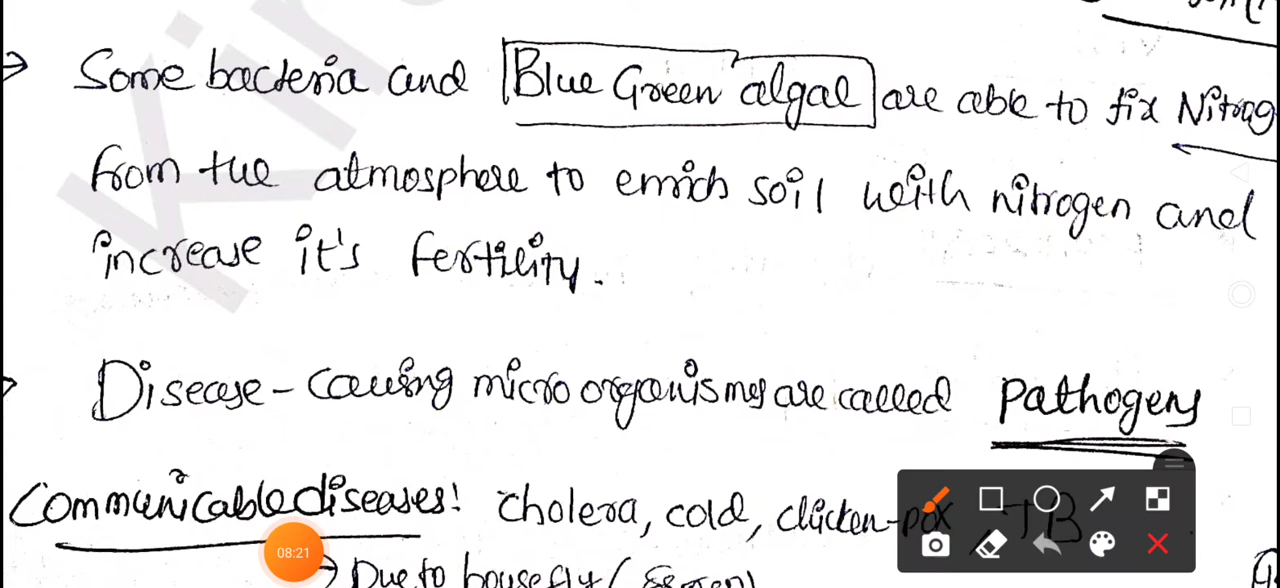 → Some bacteria and Blue Green algal are able to fix Nitrog
from the atmosphere to enrich soil with nitrogen and
increase it's fertility.
Disease-causing micro organismes are called Pathogens
Communicable diseases: cholera, cold, chicken-pox TB
08:21
→ Due to housefly (